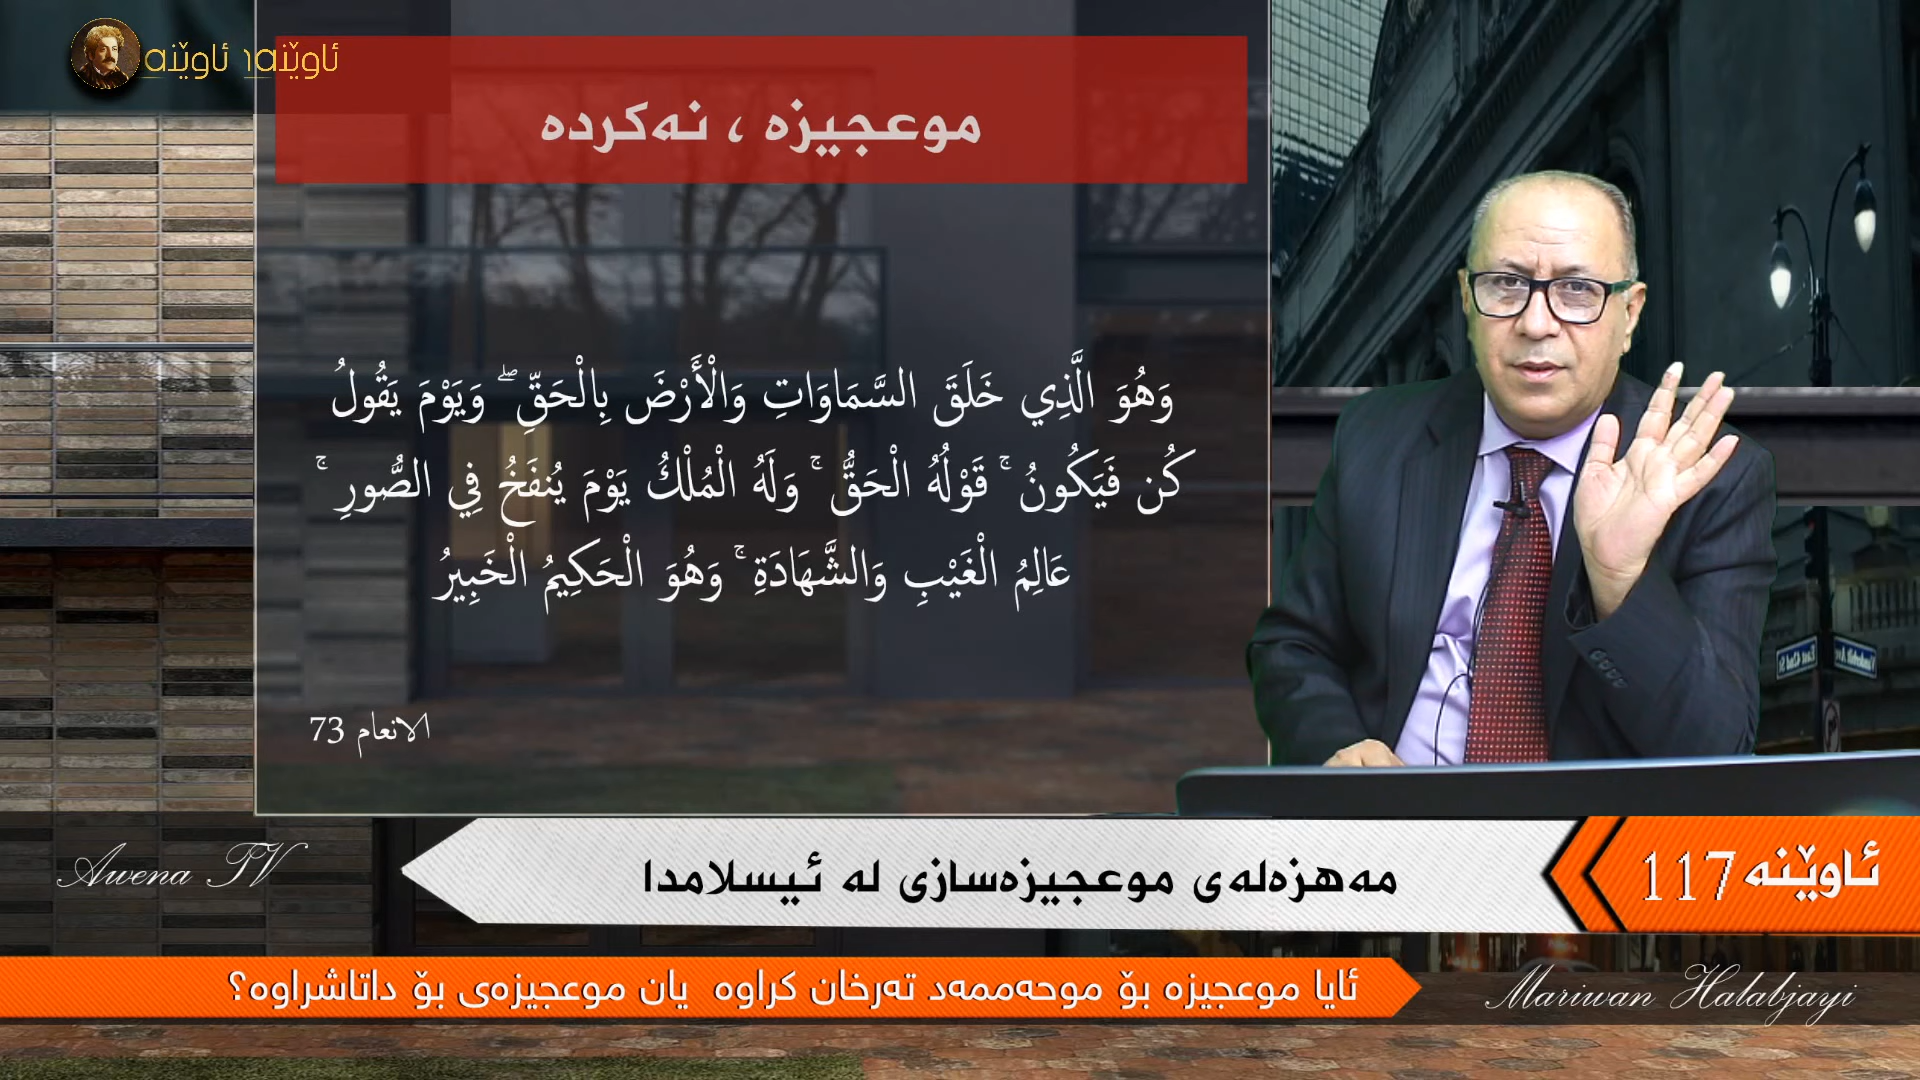 ئاوێنە ئاوێنە
موعجیزە ، نەکردە
وَهُوَ الَّذِي خَلَقَ السَّمَاوَاتِ وَالْأَرْضَ بِالْحَقِّ ۖ وَيَوْمَ يَقُولُ
كُن فَيَكُونُ ۚ قَوْلُهُ الْحَقُّ ۚ وَلَهُ الْمُلْكُ يَوْمَ يُنفَخُ فِي الصُّورِ ۚ
عَالِمُ الْغَيْبِ وَالشَّهَادَةِ ۚ وَهُوَ الْحَكِيمُ الْخَبِيرُ
الانعام 73
Awena TV
مەهزەلەی موعجیزەسازی لە ئیسلامدا
ئاوێنە 117
ئایا موعجیزە بۆ موحەممەد تەرخان کراوە یان موعجیزەی بۆ داتاشراوە؟
Mariwan Halabjayi